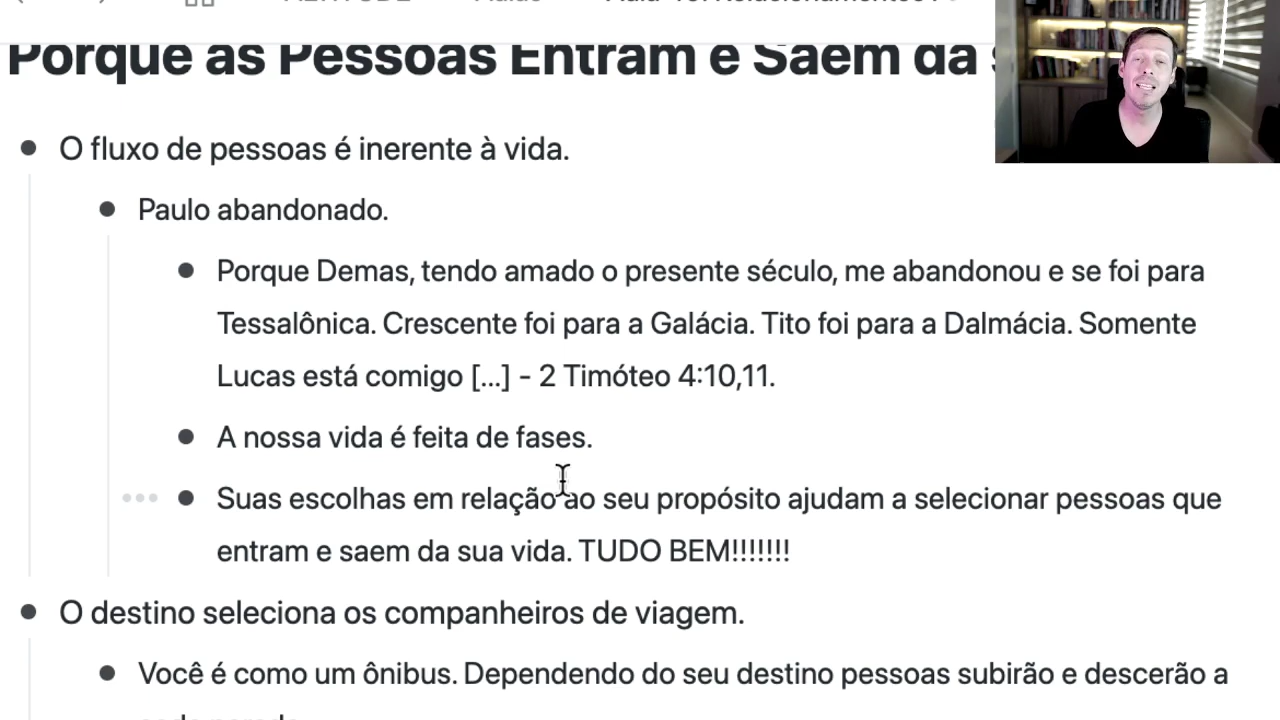 Porque as Pessoas Entram e Saem da
O fluxo de pessoas é inerente à vida.
Paulo abandonado.
Porque Demas, tendo amado o presente século, me abandonou e se foi para
Tessalônica. Crescente foi para a Galácia. Tito foi para a Dalmácia. Somente
Lucas está comigo [...] - 2 Timóteo 4:10,11.
A nossa vida é feita de fases.
Suas escolhas em relação ao seu propósito ajudam a selecionar pessoas que
entram e saem da sua vida. TUDO BEM!!!!!!!
O destino seleciona os companheiros de viagem.
Você é como um ônibus. Dependendo do seu destino pessoas subirão e descerão a